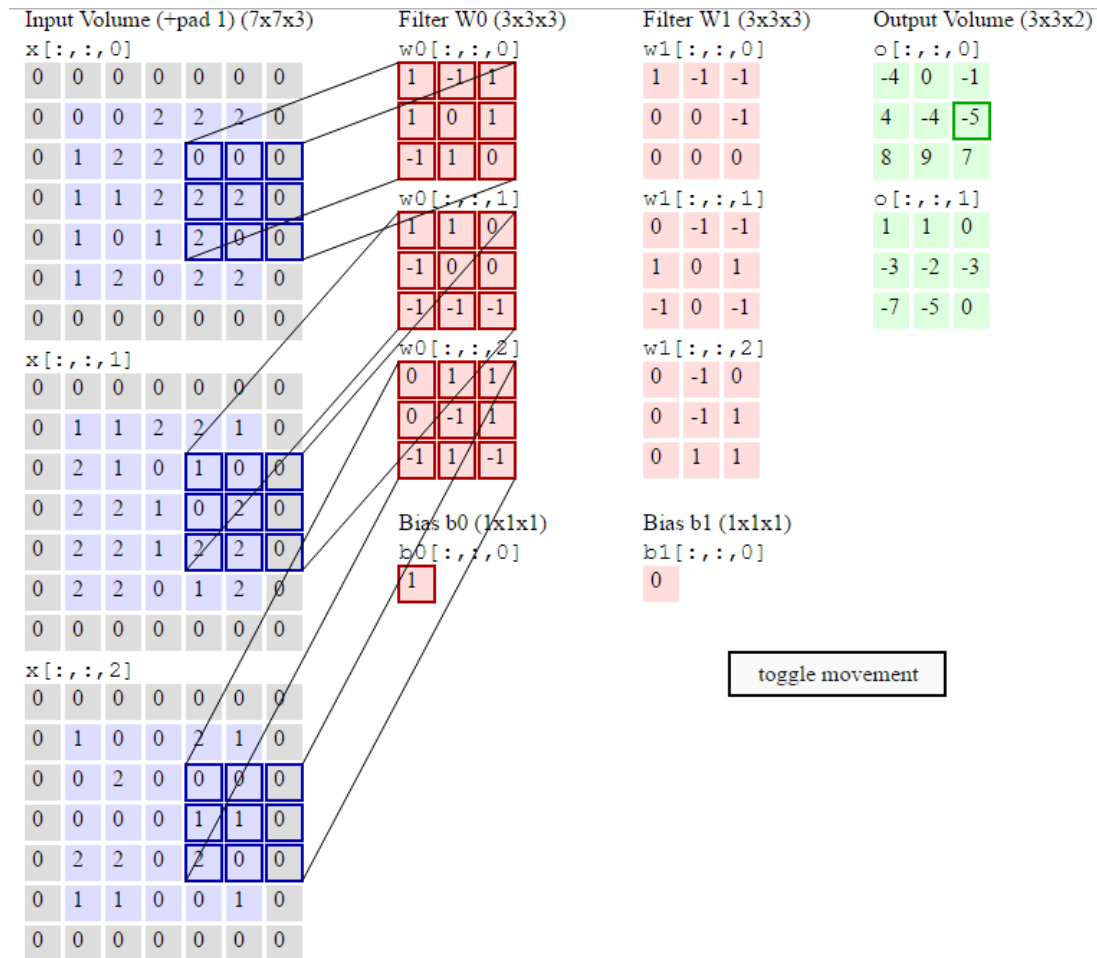 Input Volume (+pad 1) (7x7x3)
x[:,:,0]
0 0 0 0 0 0 0
0 0 0 2 2 2 0
0 1 2 2 0 0 0
0 1 1 2 2 2 0
0 1 0 1 2 0 0
0 1 2 0 2 2 0
0 0 0 0 0 0 0
x[:,:,1]
0 0 0 0 0 0 0
0 1 1 2 2 1 0
0 2 1 0 1 0 0
0 2 2 1 0 2 0
0 2 2 1 2 2 0
0 2 2 0 1 2 0
0 0 0 0 0 0 0
x[:,:,2]
0 0 0 0 0 0 0
0 1 0 0 2 1 0
0 0 2 0 0 0 0
0 0 0 0 1 1 0
0 2 2 0 2 0 0
0 1 1 0 0 1 0
0 0 0 0 0 0 0
Filter W0 (3x3x3)
w0[:,:,0]
1 -1 1
1 0 1
-1 1 0
w0[:,:,1]
1 1 0
-1 0 0
-1 -1 -1
w0[:,:,2]
0 1 1
0 -1 1
-1 1 -1
Bias b0 (1x1x1)
b0[:,:,0]
1
Filter W1 (3x3x3)
w1[:,:,0]
1 -1 -1
0 0 -1
0 0 0
w1[:,:,1]
0 -1 -1
1 0 1
-1 0 -1
w1[:,:,2]
0 -1 0
0 -1 1
0 1 1
Bias b1 (1x1x1)
b1[:,:,0]
0
Output Volume (3x3x2)
o[:,:,0]
-4 0 -1
4 -4 -5
8 9 7
o[:,:,1]
1 1 0
-3 -2 -3
-7 -5 0
toggle movement